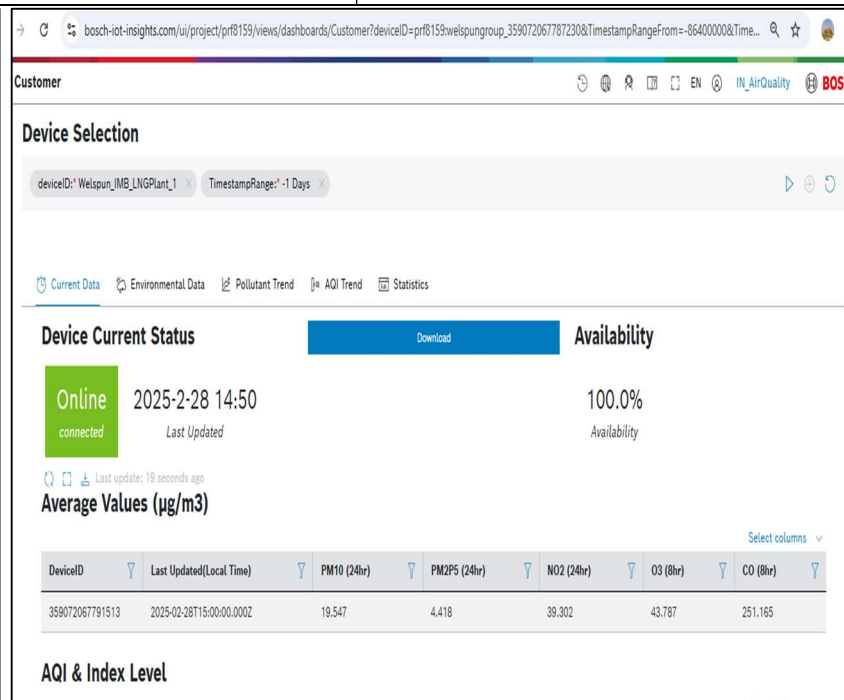 bosch-iot-insights.com/ui/project/prf8159/views/dashboards/Customer?deviceID=prf8159:welspungroup_359072067787230&TimestampRangeFrom=-86400000&Time...
Customer EN IN_AirQuality BOS
Device Selection
deviceID:* Welspun_IMB_LNGPlant_1 TimestampRange:* -1 Days
Current Data Environmental Data Pollutant Trend AQI Trend Statistics
Device Current Status Download Availability
Online 2025-2-28 14:50 100.0%
connected Last Updated Availability
Last update: 19 seconds ago
Average Values (µg/m3)
Select columns
DeviceID Last Updated(Local Time) PM10 (24hr) PM2P5 (24hr) NO2 (24hr) O3 (8hr) CO (8hr)
359072067791513 2025-02-28T15:00:00.000Z 19.547 4.418 39.302 43.787 251.165
AQI & Index Level